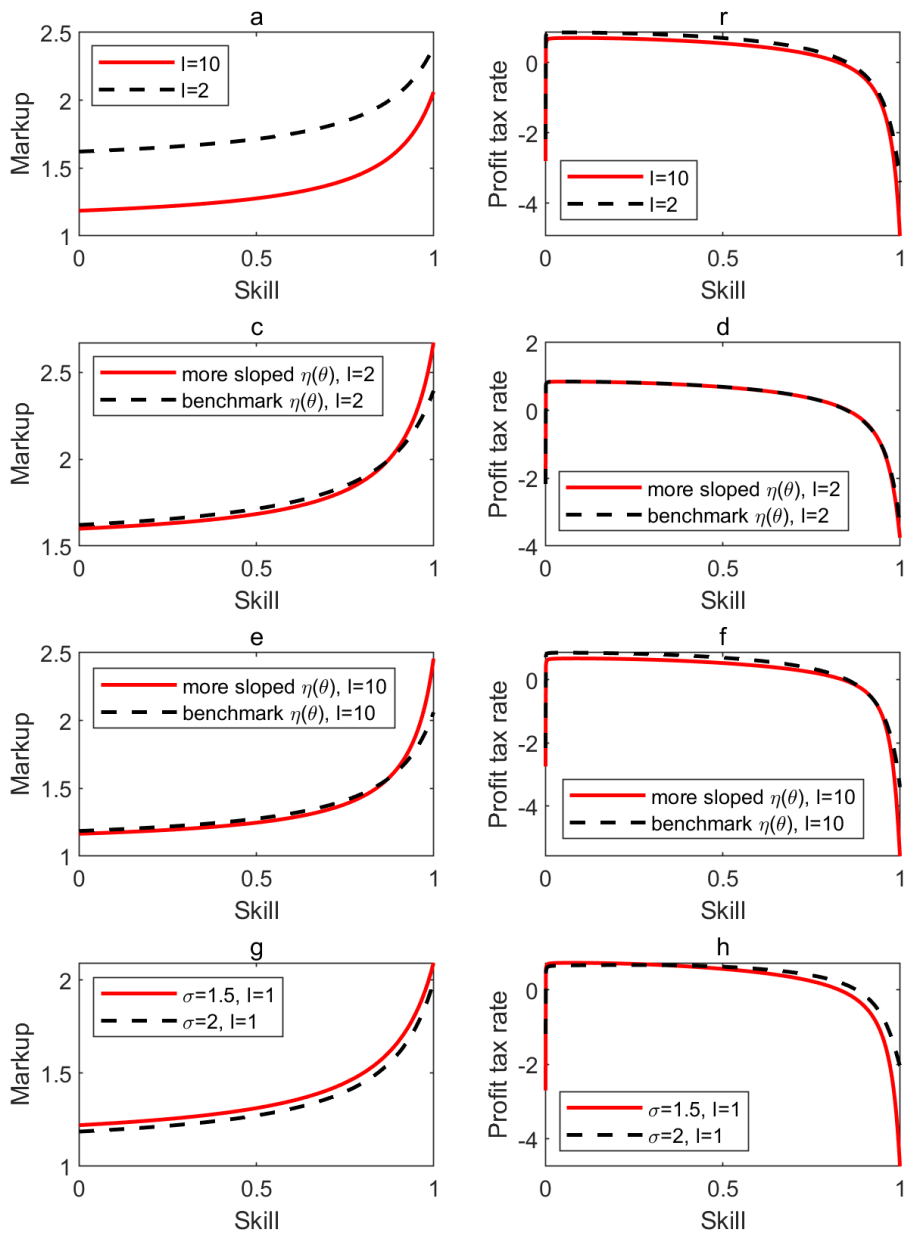 a
2.5
2
1.5
1
Markup
I=10
I=2
0
0.5
1
Skill
r
0
-2
-4
Profit tax rate
I=10
I=2
0
0.5
1
Skill
c
2.5
2
1.5
Markup
more sloped η(θ), I=2
benchmark η(θ), I=2
0
0.5
1
Skill
d
2
0
-2
-4
Profit tax rate
more sloped η(θ), I=2
benchmark η(θ), I=2
0
0.5
1
Skill
e
2.5
2
1.5
1
Markup
more sloped η(θ), I=10
benchmark η(θ), I=10
0
0.5
1
Skill
f
0
-2
-4
Profit tax rate
more sloped η(θ), I=10
benchmark η(θ), I=10
0
0.5
1
Skill
g
2
1.5
1
Markup
σ=1.5, I=1
σ=2, I=1
0
0.5
1
Skill
h
0
-2
-4
Profit tax rate
σ=1.5, I=1
σ=2, I=1
0
0.5
1
Skill